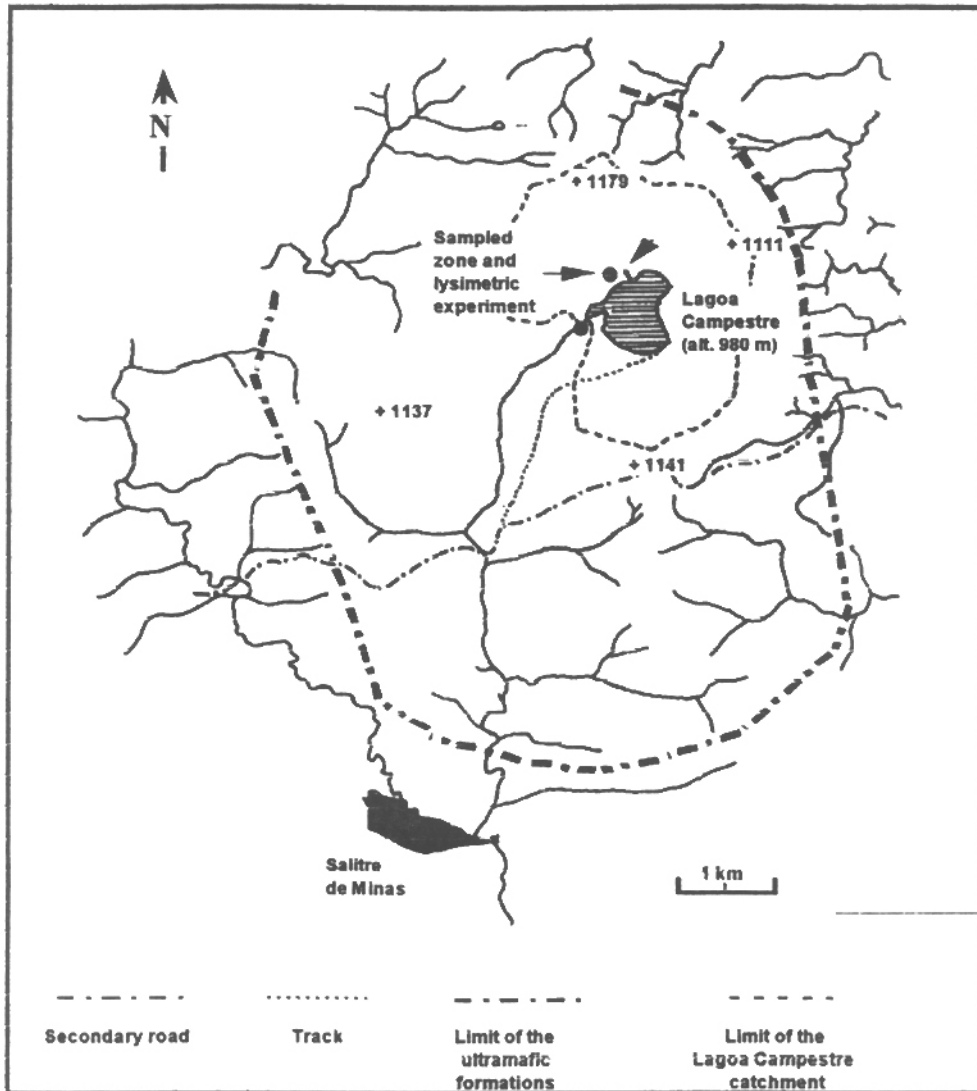 N
+ 1179
+ 1111
Sampled
zone and
lysimetric
experiment
Lagoa
Campestre
(alt. 980 m)
+ 1137
+ 1141
Salitre
de Minas
1 km
Secondary road
Track
Limit of the
ultramafic
formations
Limit of the
Lagoa Campestre
catchment